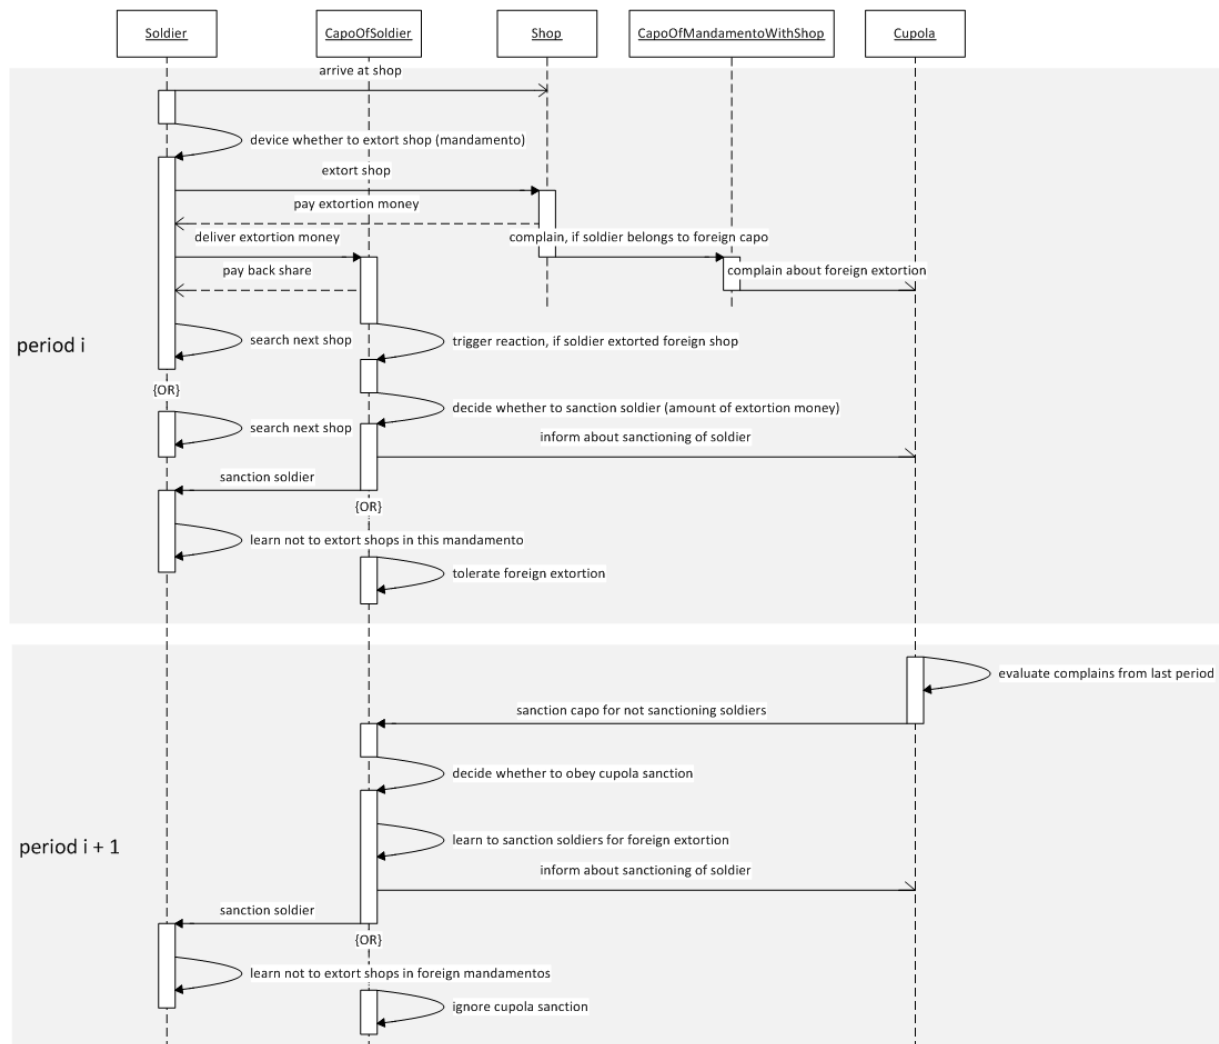 Soldier
CapoOfSoldier
Shop
CapoOfMandamentoWithShop
Cupola
arrive at shop
device whether to extort shop (mandamento)
extort shop
pay extortion money
deliver extortion money
complain, if soldier belongs to foreign capo
pay back share
complain about foreign extortion
search next shop
trigger reaction, if soldier extorted foreign shop
period i
{OR}
decide whether to sanction soldier (amount of extortion money)
search next shop
inform about sanctioning of soldier
sanction soldier
{OR}
learn not to extort shops in this mandamento
tolerate foreign extortion
evaluate complains from last period
sanction capo for not sanctioning soldiers
decide whether to obey cupola sanction
learn to sanction soldiers for foreign extortion
period i + 1
inform about sanctioning of soldier
sanction soldier
{OR}
learn not to extort shops in foreign mandamentos
ignore cupola sanction